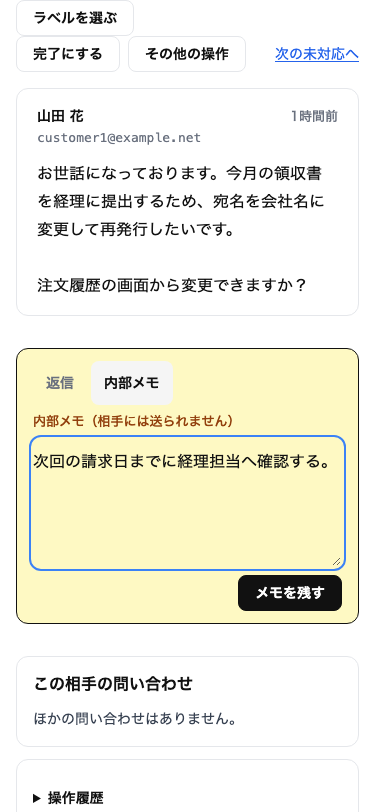 ラベルを選ぶ
完了にする その他の操作 次の未対応へ
山田 花 1時間前
customer1@example.net
お世話になっております。今月の領収書
を経理に提出するため、宛名を会社名に
変更して再発行したいです。
注文履歴の画面から変更できますか？
返信 内部メモ
内部メモ（相手には送られません）
次回の請求日までに経理担当へ確認する。
メモを残す
この相手の問い合わせ
ほかの問い合わせはありません。
▶ 操作履歴